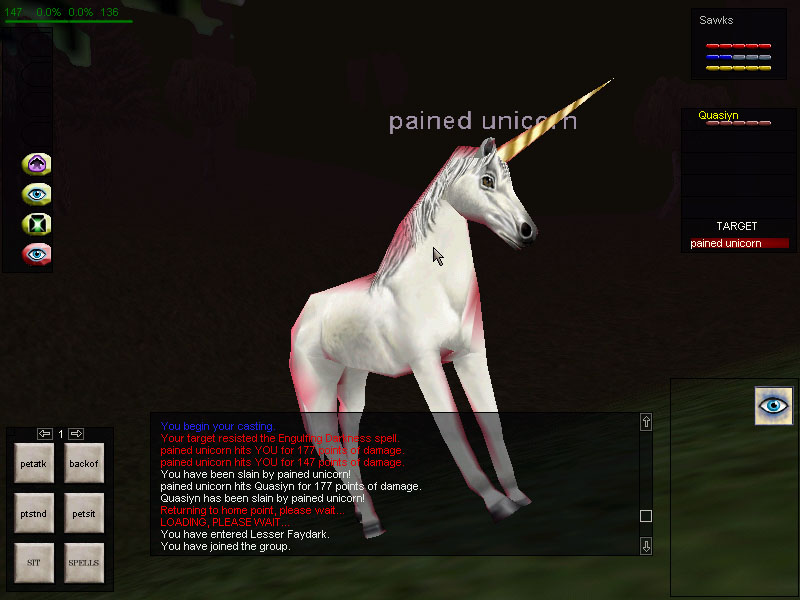 147 0.0% 0.0% 136
Sawks
pained unicorn
Quasiyn
TARGET
pained unicorn
You begin your casting.
Your target resisted the Engulfing Darkness spell.
pained unicorn hits YOU for 177 points of damage.
pained unicorn hits YOU for 147 points of damage.
You have been slain by pained unicorn!
pained unicorn hits Quasiyn for 177 points of damage.
Quasiyn has been slain by pained unicorn!
Returning to home point, please wait...
LOADING, PLEASE WAIT...
You have entered Lesser Faydark.
You have joined the group.
1
petatk backof
ptstnd petsit
SIT SPELLS